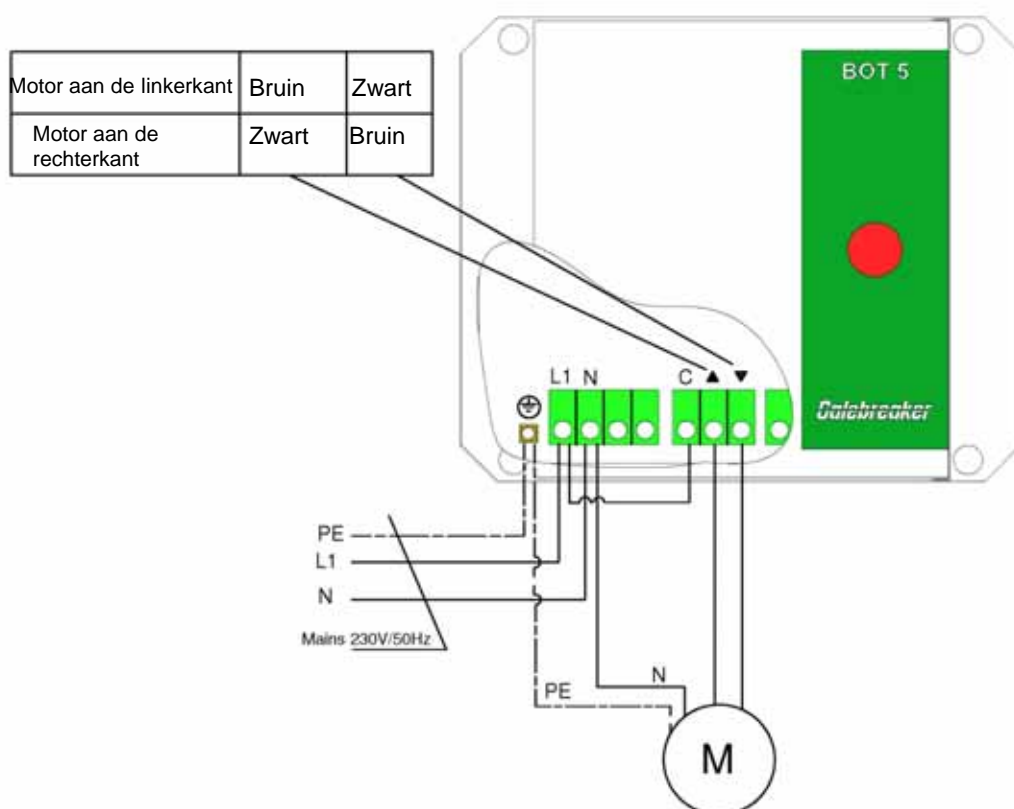 BOT 5
Motor aan de linkerkant Bruin Zwart
Motor aan de
rechterkant
Zwart Bruin
L1 N C ▲ ▼
Galebreaker
PE
L1
N
Mains 230V/50Hz
PE
N
M